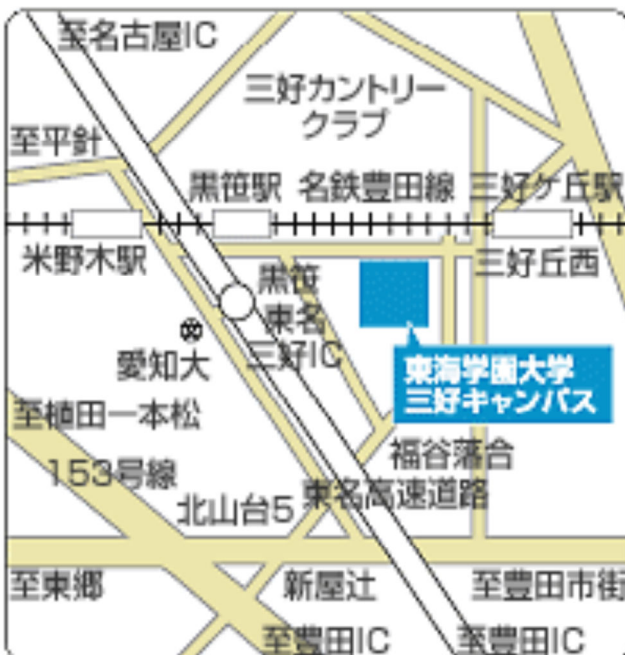 至名古屋IC
三好カントリー
クラブ
至平針
黒笹駅
名鉄豊田線
三好ケ丘駅
米野木駅
三好丘西
黒笹
東名
三好IC
愛知大
東海学園大学
三好キャンパス
至植田一本松
153号線
福谷落合
北山台5
東名高速道路
至東郷
新屋辻
至豊田市街
至豊田IC
至豊田IC